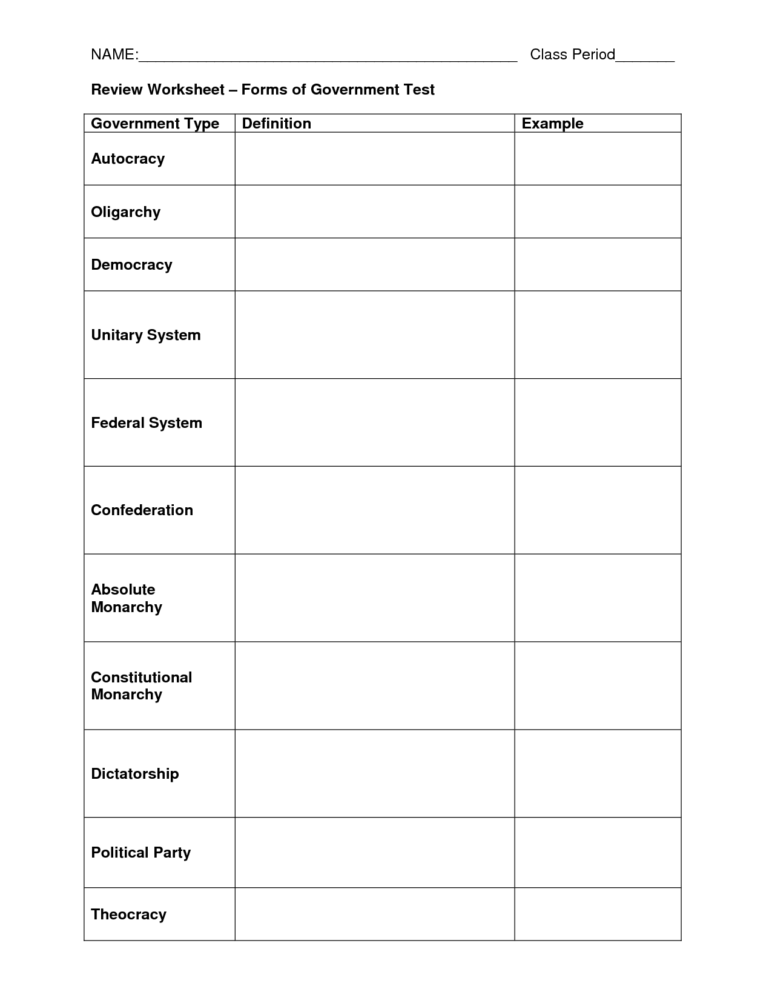 NAME:_____________________________________________ Class Period_______
Review Worksheet – Forms of Government Test
Government Type Definition Example
Autocracy
Oligarchy
Democracy
Unitary System
Federal System
Confederation
Absolute
Monarchy
Constitutional
Monarchy
Dictatorship
Political Party
Theocracy